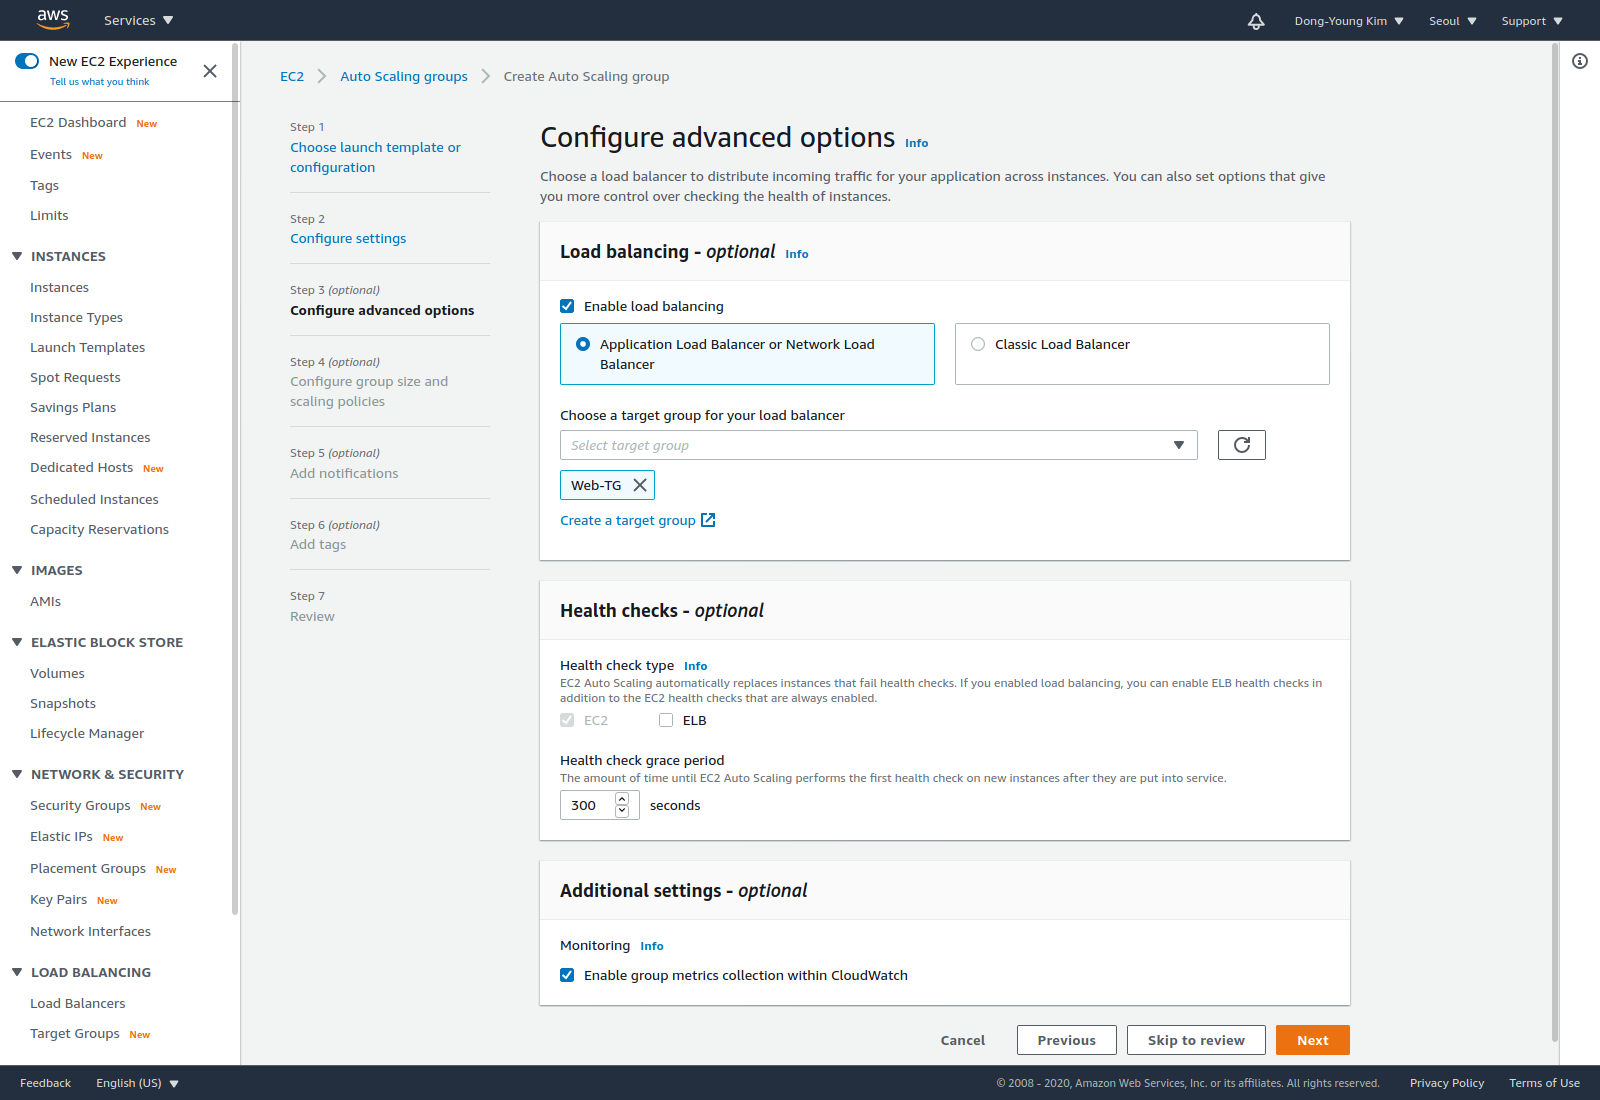 aws
Services
Dong-Young Kim
Seoul
Support
New EC2 Experience
Tell us what you think
EC2 Dashboard New
Events New
Tags
Limits
INSTANCES
Instances
Instance Types
Launch Templates
Spot Requests
Savings Plans
Reserved Instances
Dedicated Hosts New
Scheduled Instances
Capacity Reservations
IMAGES
AMIs
ELASTIC BLOCK STORE
Volumes
Snapshots
Lifecycle Manager
NETWORK & SECURITY
Security Groups New
Elastic IPs New
Placement Groups New
Key Pairs New
Network Interfaces
LOAD BALANCING
Load Balancers
Target Groups New
EC2
Auto Scaling groups
Create Auto Scaling group
Step 1
Choose launch template or
configuration
Step 2
Configure settings
Step 3 (optional)
Configure advanced options
Step 4 (optional)
Configure group size and
scaling policies
Step 5 (optional)
Add notifications
Step 6 (optional)
Add tags
Step 7
Review
Configure advanced options Info
Choose a load balancer to distribute incoming traffic for your application across instances. You can also set options that give
you more control over checking the health of instances.
Load balancing - optional Info
Enable load balancing
Application Load Balancer or Network Load
Balancer
Classic Load Balancer
Choose a target group for your load balancer
Select target group
Web-TG
Create a target group
Health checks - optional
Health check type Info
EC2 Auto Scaling automatically replaces instances that fail health checks. If you enabled load balancing, you can enable ELB health checks in
addition to the EC2 health checks that are always enabled.
EC2
ELB
Health check grace period
The amount of time until EC2 Auto Scaling performs the first health check on new instances after they are put into service.
300 seconds
Additional settings - optional
Monitoring Info
Enable group metrics collection within CloudWatch
Cancel
Previous
Skip to review
Next
Feedback
English (US)
© 2008 - 2020, Amazon Web Services, Inc. or its affiliates. All rights reserved.
Privacy Policy
Terms of Use